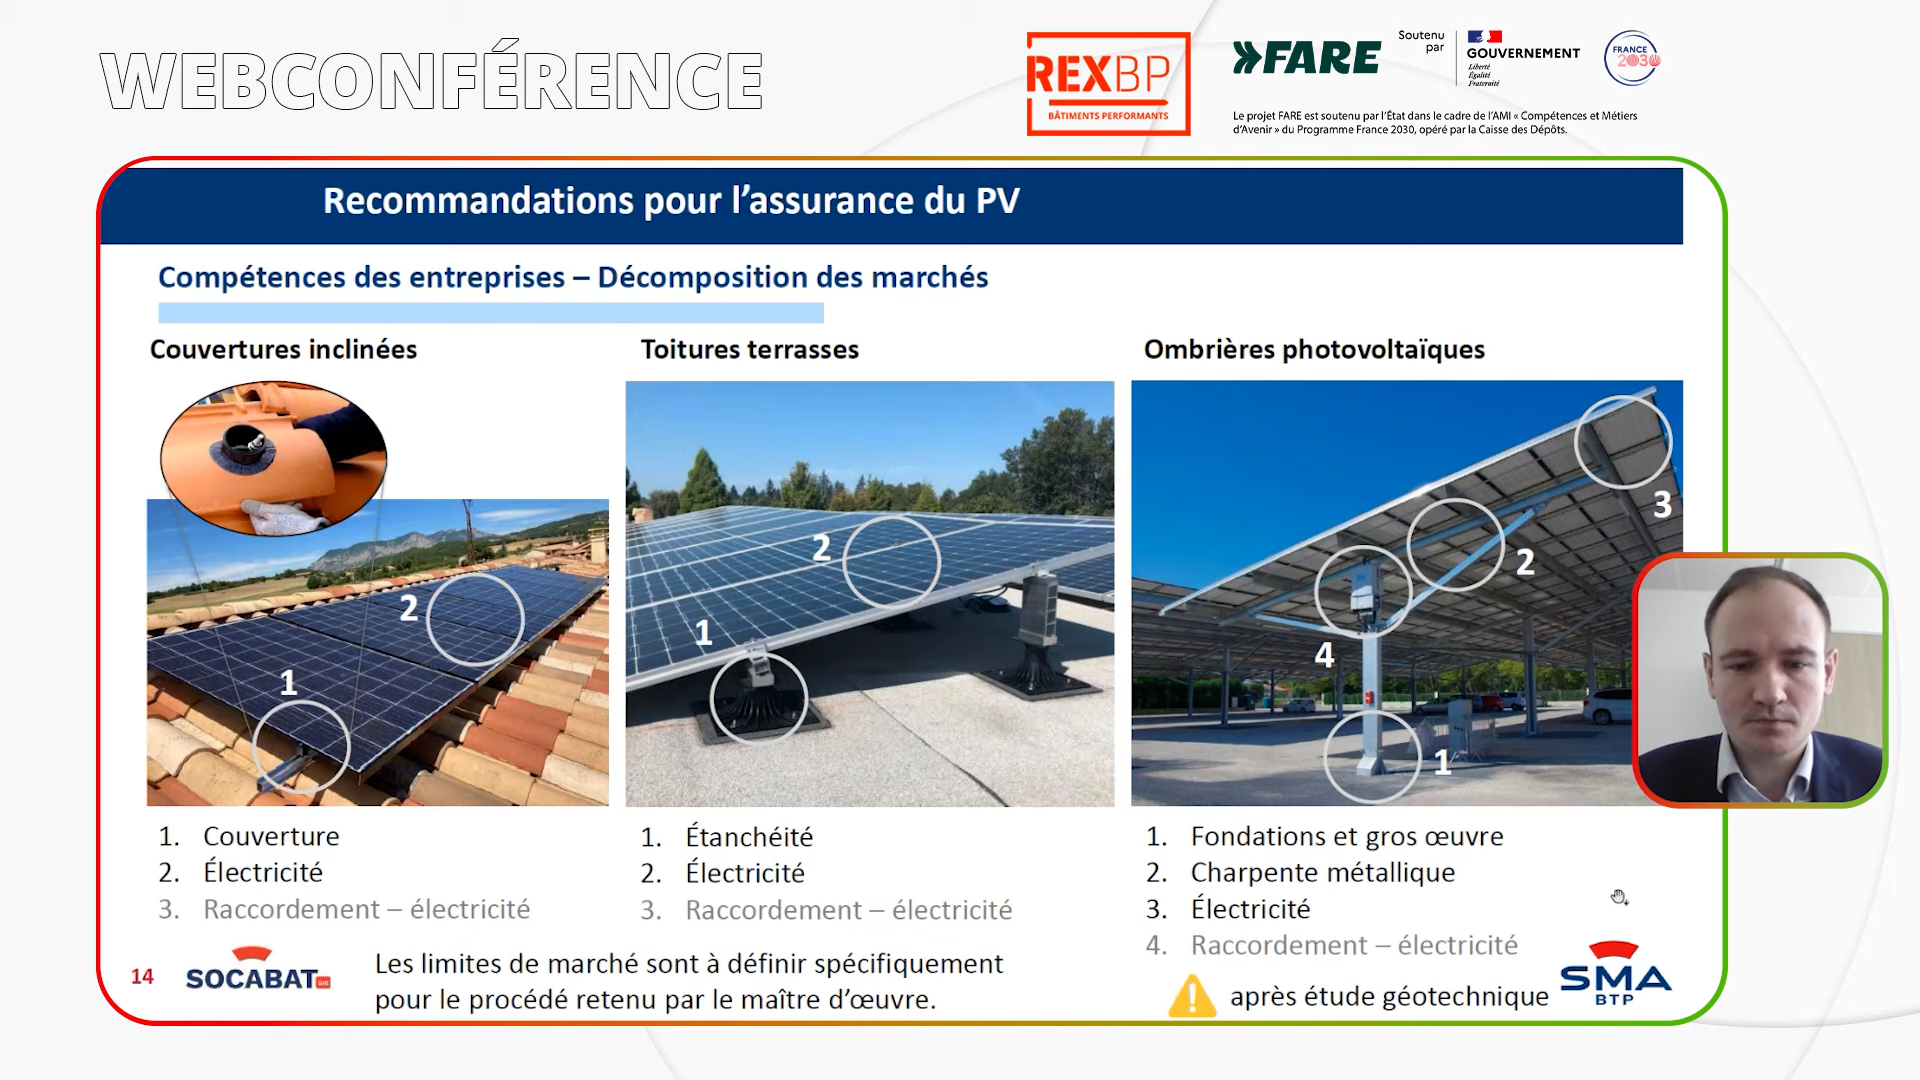 WEBCONFÉRENCE
REXBP
BÂTIMENTS PERFORMANTS
FARE
Soutenu
par
GOUVERNEMENT
Liberté
Égalité
Fraternité
FRANCE
2030
Le projet FARE est soutenu par l'État dans le cadre de l'AMI « Compétences et Métiers
d'Avenir » du Programme France 2030, opéré par la Caisse des Dépôts.
Recommandations pour l'assurance du PV
Compétences des entreprises – Décomposition des marchés
Couvertures inclinées
2
1
1. Couverture
2. Électricité
3. Raccordement – électricité
Toitures terrasses
2
1
1. Étanchéité
2. Électricité
3. Raccordement – électricité
Ombrières photovoltaïques
3
2
4
1
1. Fondations et gros œuvre
2. Charpente métallique
3. Électricité
4. Raccordement – électricité
après étude géotechnique
14
SOCABAT
Les limites de marché sont à définir spécifiquement
pour le procédé retenu par le maître d'œuvre.
SMA
BTP